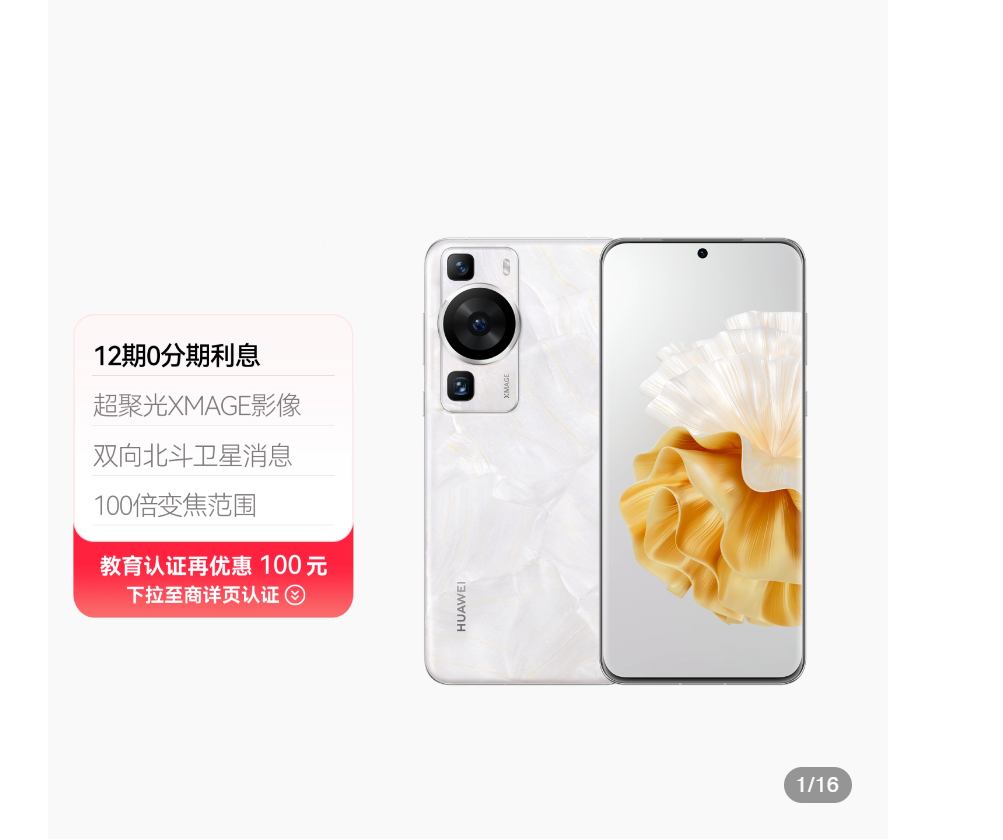 12期0分期利息
超聚光XMAGE影像
双向北斗卫星消息
100倍变焦范围
教育认证再优惠 100 元
下拉至商详页认证
XMAGE
HUAWEI
1/16